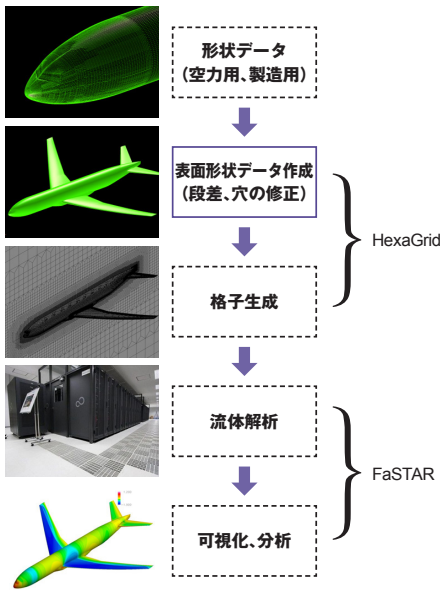 形状データ
(空力用、製造用)
表面形状データ作成
(段差、穴の修正)
HexaGrid
格子生成
流体解析
FaSTAR
可視化、分析